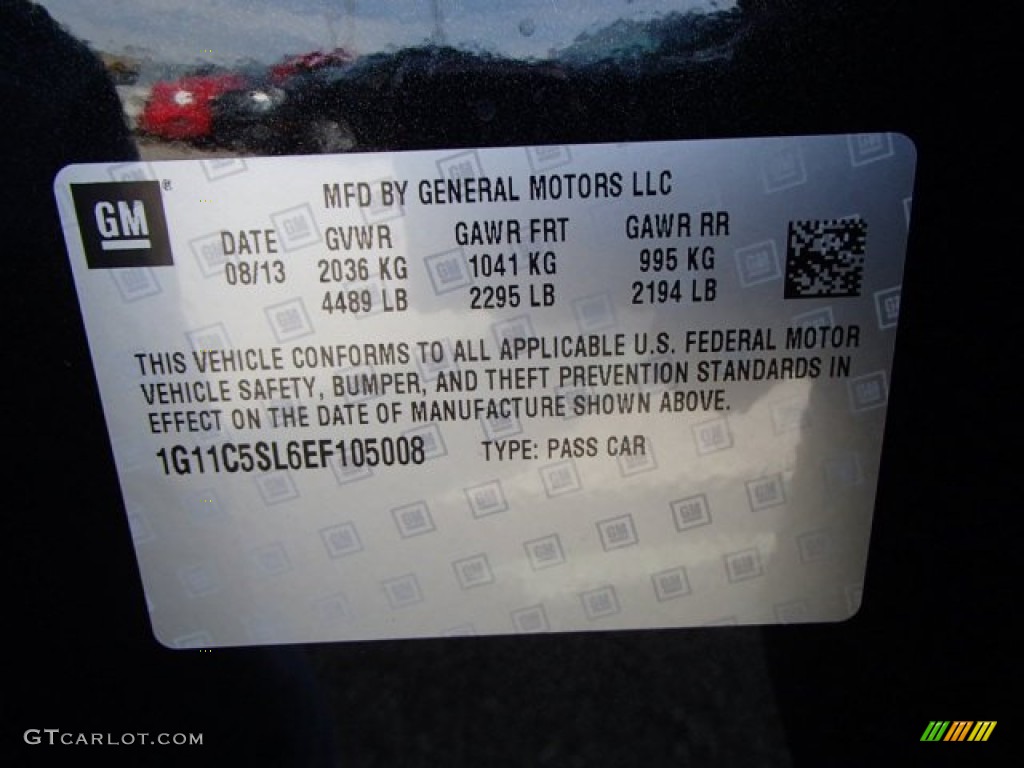 GM ®
MFD BY GENERAL MOTORS LLC
DATE GVWR GAWR FRT GAWR RR
08/13 2036 KG 1041 KG 995 KG
4489 LB 2295 LB 2194 LB
THIS VEHICLE CONFORMS TO ALL APPLICABLE U.S. FEDERAL MOTOR
VEHICLE SAFETY, BUMPER, AND THEFT PREVENTION STANDARDS IN
EFFECT ON THE DATE OF MANUFACTURE SHOWN ABOVE.
1G11C5SL6EF105008 TYPE: PASS CAR
GTCARLOT.COM